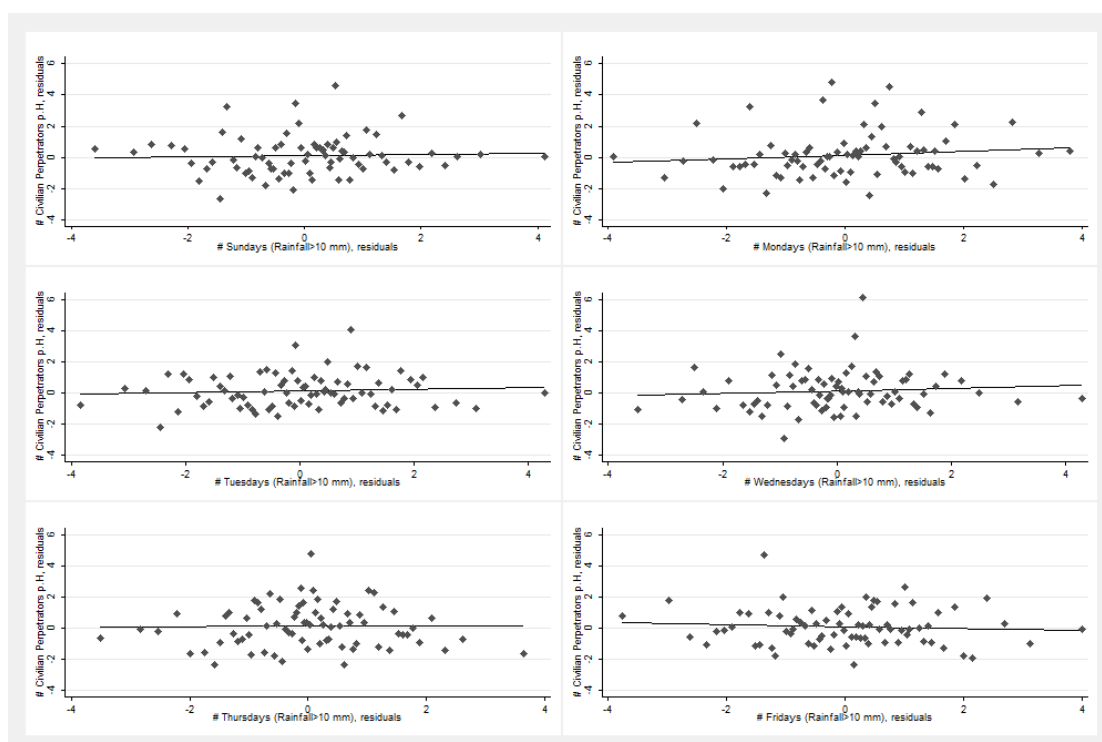 # Civilian Perpetrators p.H, residuals
6
4
2
0
-2
-4
-4 -2 0 2 4
# Sundays (Rainfall>10 mm), residuals
# Civilian Perpetrators p.H, residuals
6
4
2
0
-2
-4
-4 -2 0 2 4
# Mondays (Rainfall>10 mm), residuals
# Civilian Perpetrators p.H, residuals
6
4
2
0
-2
-4
-4 -2 0 2 4
# Tuesdays (Rainfall>10 mm), residuals
# Civilian Perpetrators p.H, residuals
6
4
2
0
-2
-4
-4 -2 0 2 4
# Wednesdays (Rainfall>10 mm), residuals
# Civilian Perpetrators p.H, residuals
6
4
2
0
-2
-4
-4 -2 0 2 4
# Thursdays (Rainfall>10 mm), residuals
# Civilian Perpetrators p.H, residuals
6
4
2
0
-2
-4
-4 -2 0 2 4
# Fridays (Rainfall>10 mm), residuals